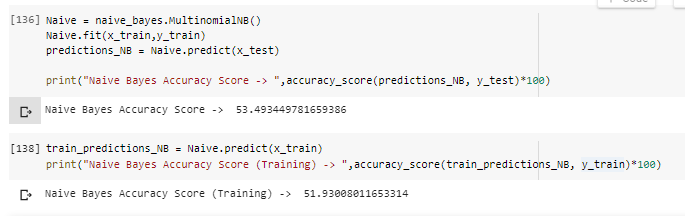 [136] Naive = naive_bayes.MultinomialNB()
Naive.fit(x_train,y_train)
predictions_NB = Naive.predict(x_test)
print("Naive Bayes Accuracy Score -> ",accuracy_score(predictions_NB, y_test)*100)
Naive Bayes Accuracy Score ->  53.493449781659386
[138] train_predictions_NB = Naive.predict(x_train)
print("Naive Bayes Accuracy Score (Training) -> ",accuracy_score(train_predictions_NB, y_train)*100)
Naive Bayes Accuracy Score (Training) ->  51.93008011653314